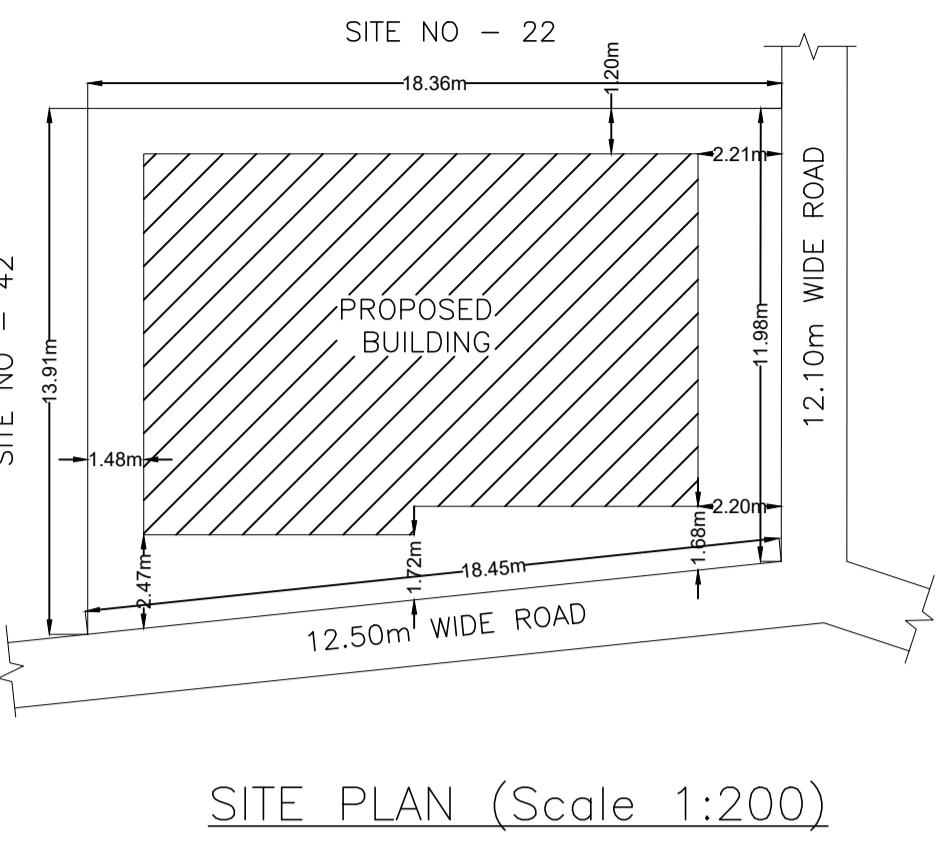 SITE NO - 22
18.36m
1.20m
2.21m
12.10m WIDE ROAD
SITE NO - 42
13.91m
PROPOSED
BUILDING
11.98m
1.48m
2.20m
2.47m
1.72m
1.68m
18.45m
12.50m WIDE ROAD
SITE PLAN (Scale 1:200)